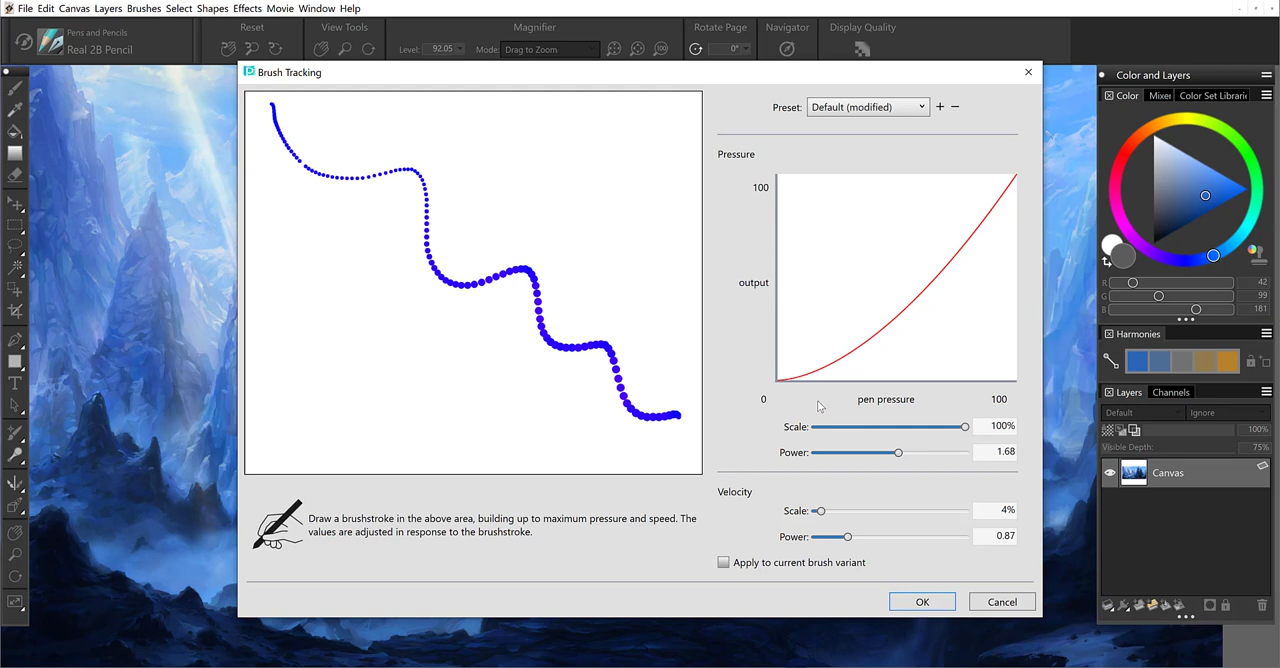 File Edit Canvas Layers Brushes Select Shapes Effects Movie Window Help
Pens and Pencils
Real 2B Pencil
Reset
View Tools
Magnifier
Level: 92.05
Mode: Drag to Zoom
100
Rotate Page
0°
Navigator
Display Quality
Brush Tracking
Preset: Default (modified)
Pressure
100
output
0
pen pressure
100
Scale: 100%
Power: 1.68
Velocity
Scale: 4%
Power: 0.87
Apply to current brush variant
Draw a brushstroke in the above area, building up to maximum pressure and speed. The
values are adjusted in response to the brushstroke.
OK
Cancel
Color and Layers
Color Mixer Color Set Librari
R 42
G 99
B 181
Harmonies
Layers Channels
Default Ignore
100%
Visible Depth: 75%
Canvas